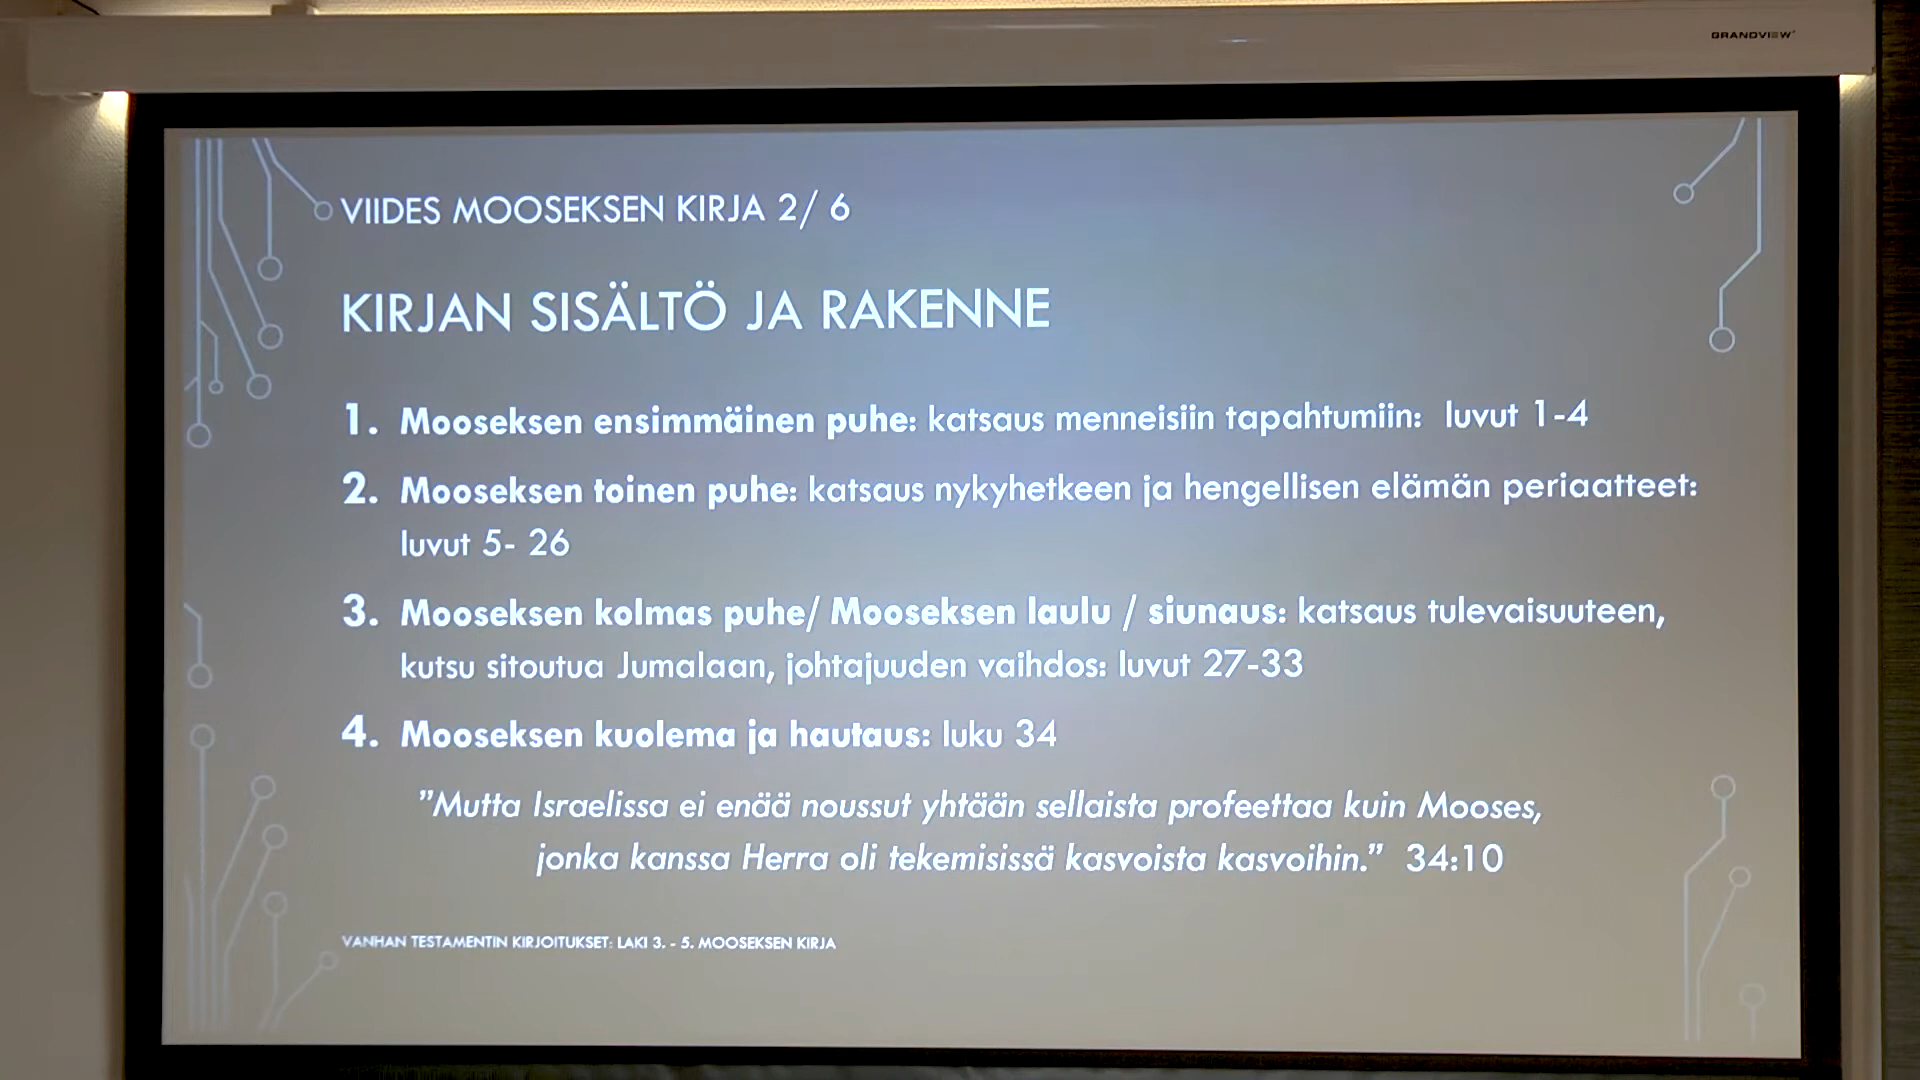 GRANDVIEW
VIIDES MOOSEKSEN KIRJA 2/ 6
KIRJAN SISÄLTÖ JA RAKENNE
1. Mooseksen ensimmäinen puhe: katsaus menneisiin tapahtumiin: luvut 1-4
2. Mooseksen toinen puhe: katsaus nykyhetkeen ja hengellisen elämän periaatteet:
luvut 5- 26
3. Mooseksen kolmas puhe/ Mooseksen laulu / siunaus: katsaus tulevaisuuteen,
kutsu sitoutua Jumalaan, johtajuuden vaihdos: luvut 27-33
4. Mooseksen kuolema ja hautaus: luku 34
”Mutta Israelissa ei enää noussut yhtään sellaista profeettaa kuin Mooses,
jonka kanssa Herra oli tekemisissä kasvoista kasvoihin.” 34:10
VANHAN TESTAMENTIN KIRJOITUKSET: LAKI 3. - 5. MOOSEKSEN KIRJA